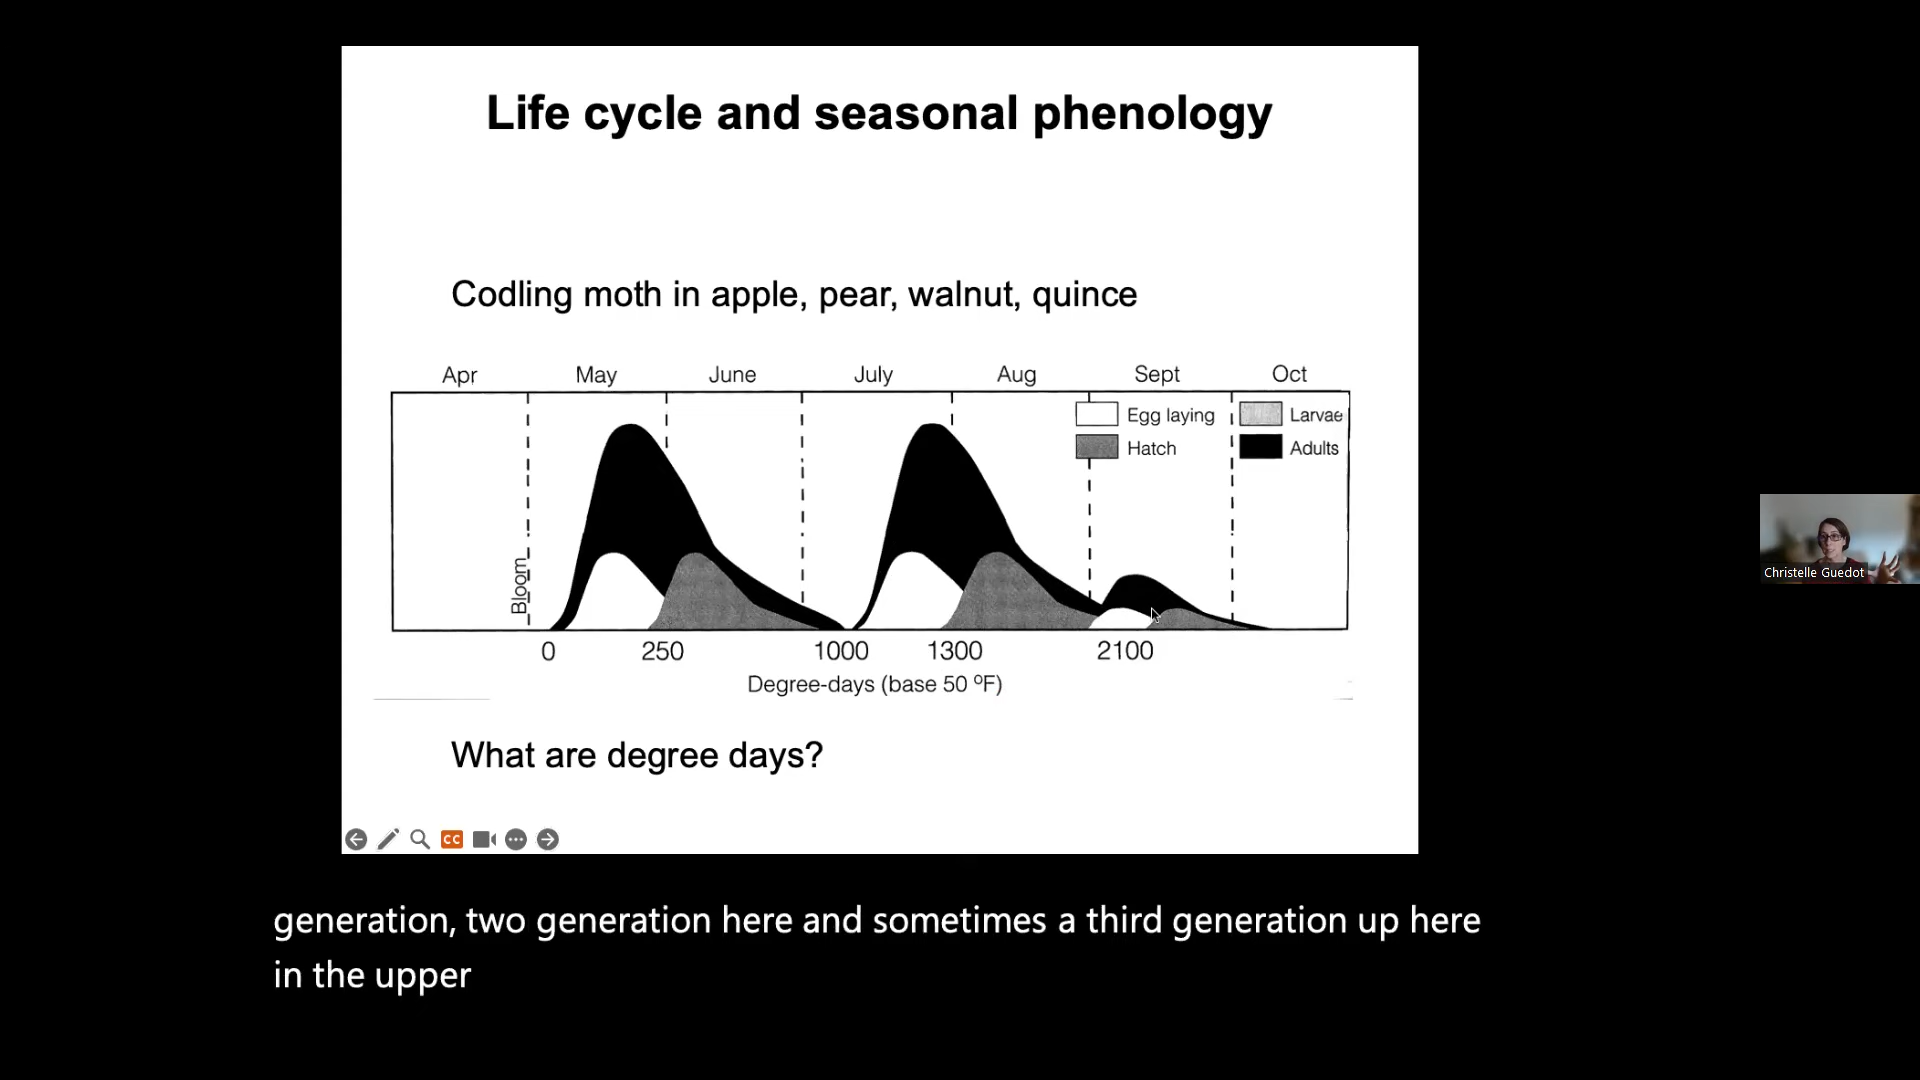 Life cycle and seasonal phenology
Codling moth in apple, pear, walnut, quince
Apr May June July Aug Sept Oct
Egg laying Larvae
Hatch Adults
Bloom
0 250 1000 1300 2100
Degree-days (base 50 ºF)
What are degree days?
CC
Christelle Guedot
generation, two generation here and sometimes a third generation up here
in the upper